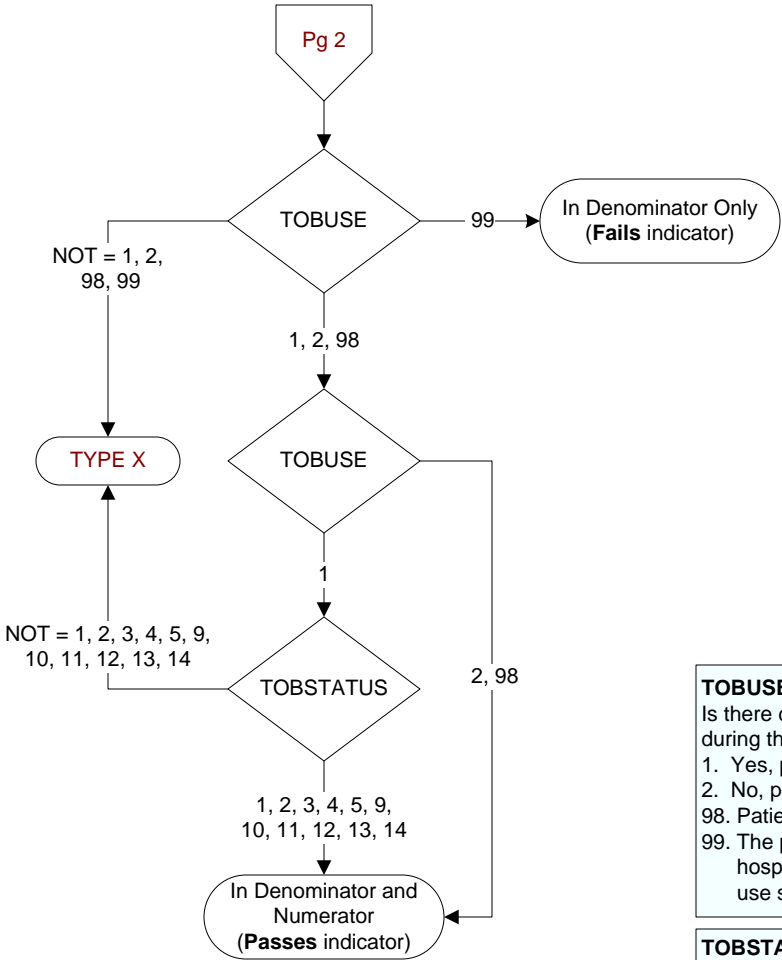 Pg 2
TOBUSE
99
In Denominator Only
(Fails indicator)
NOT = 1, 2,
98, 99
1, 2, 98
TYPE X
TOBUSE
1
NOT = 1, 2, 3, 4, 5, 9,
10, 11, 12, 13, 14
TOBSTATUS
2, 98
1, 2, 3, 4, 5, 9,
10, 11, 12, 13, 14
In Denominator and
Numerator
(Passes indicator)
TOBUSE
Is there
during th
1. Yes,
2. No, p
98. Patie
99. The p
hosp
use s
TOBSTA